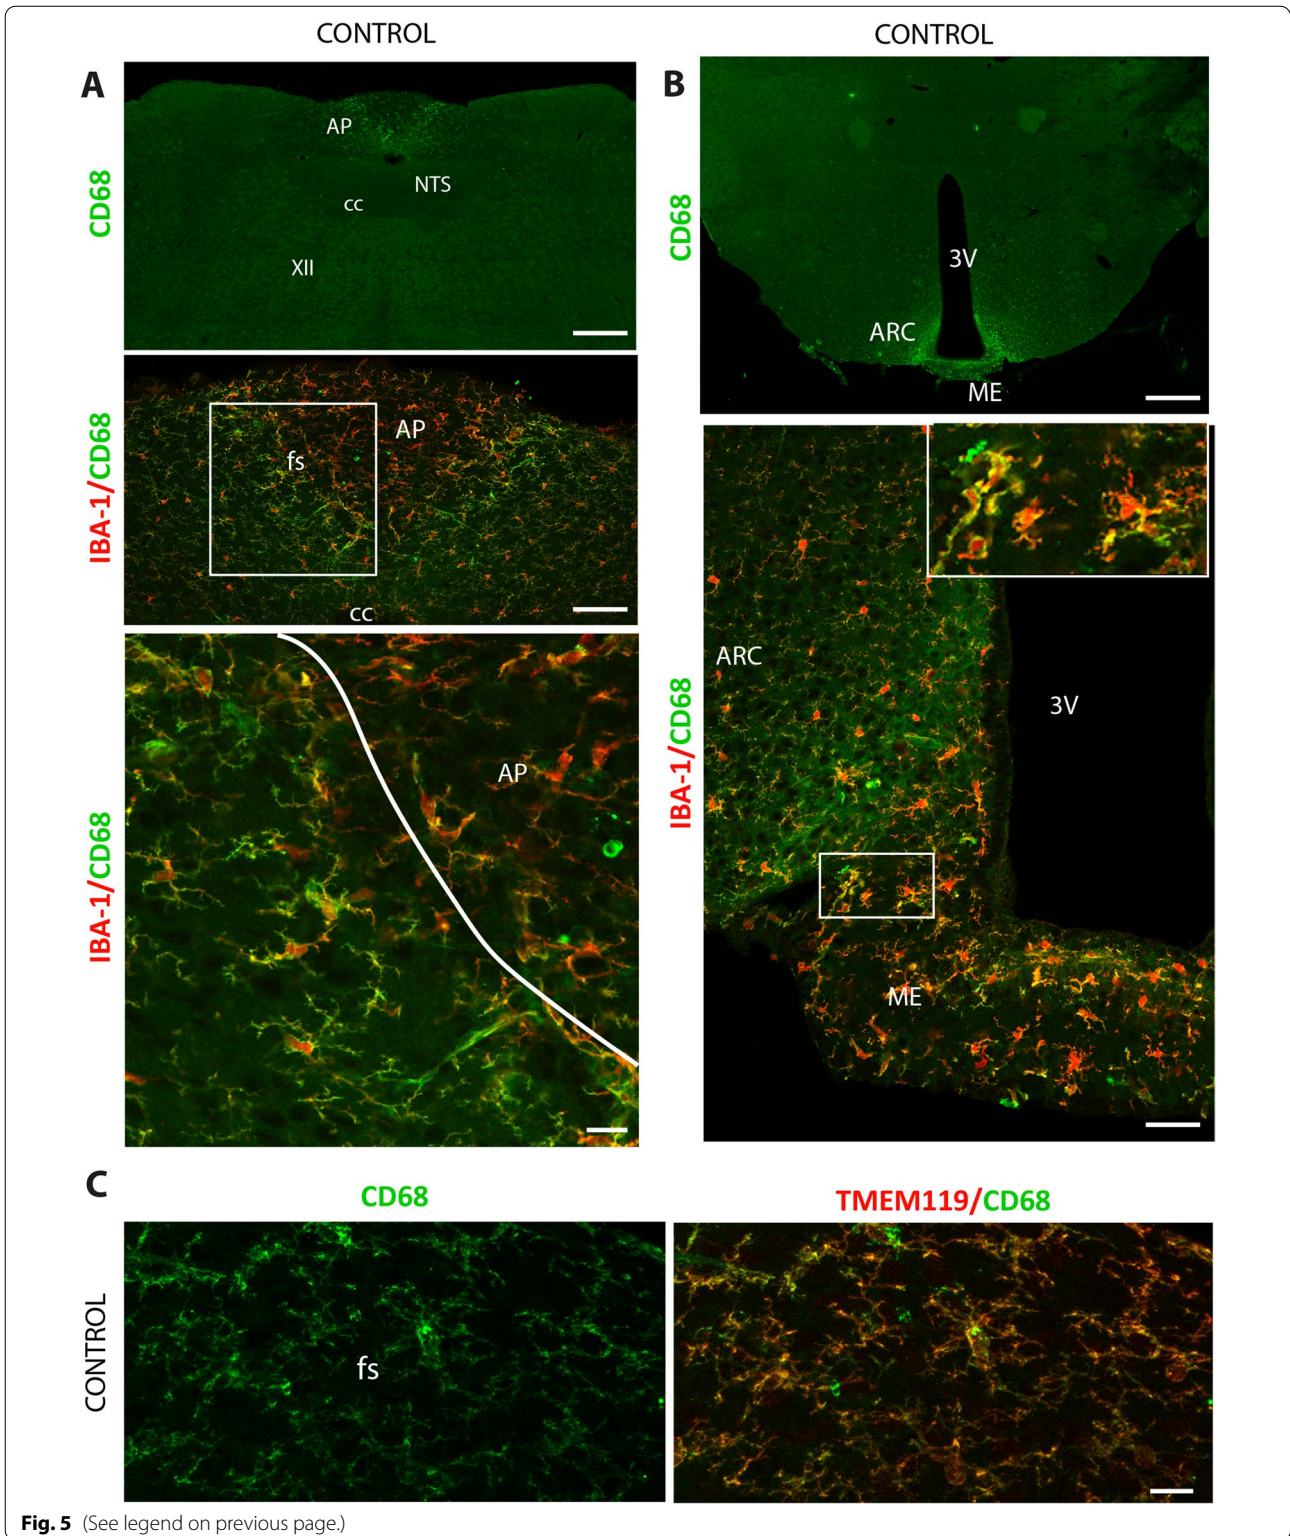 CONTROL
A
CD68
AP
NTS
cc
XII
IBA-1/CD68
AP
fs
cc
IBA-1/CD68
AP
CONTROL
B
CD68
3V
ARC
ME
IBA-1/CD68
ARC
3V
ME
C
CD68
TMEM119/CD68
CONTROL
fs
Fig. 5 (See legend on previous page.)